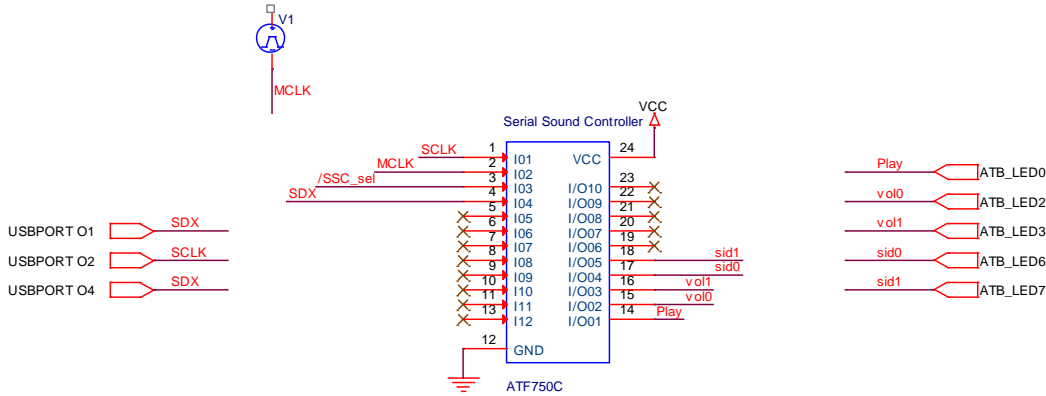 V1
MCLK
VCC
Serial Sound Controller
SCLK 1 I01 VCC 24
MCLK 2 I02
/SSC_sel 3 I03 I/O10 23
SDX 4 I04 I/O09 22
5 I05 I/O08 21
6 I06 I/O07 20
7 I07 I/O06 19
8 I08 I/O05 18 sid1
9 I09 I/O04 17 sid0
10 I10 I/O03 16 vol1
11 I11 I/O02 15 vol0
13 I12 I/O01 14 Play
12 GND
ATF750C
USBPORT O1 SDX
USBPORT O2 SCLK
USBPORT O4 SDX
Play ATB_LED0
vol0 ATB_LED2
vol1 ATB_LED3
sid0 ATB_LED6
sid1 ATB_LED7